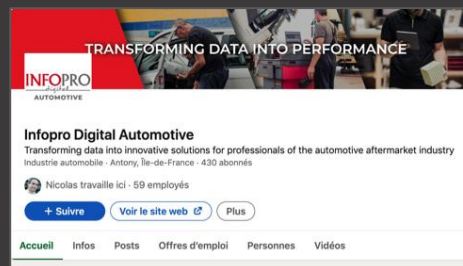 TRANSFORMING DATA INTO PERFORMANCE
INFOPRO
digital
AUTOMOTIVE
Infopro Digital Automotive
Transforming data into innovative solutions for professionals of the automotive aftermarket industry
Industrie automobile · Antony, Île-de-France · 430 abonnés
Nicolas travaille ici · 59 employés
+ Suivre Voir le site web Plus
Accueil Infos Posts Offres d'emploi Personnes Vidéos